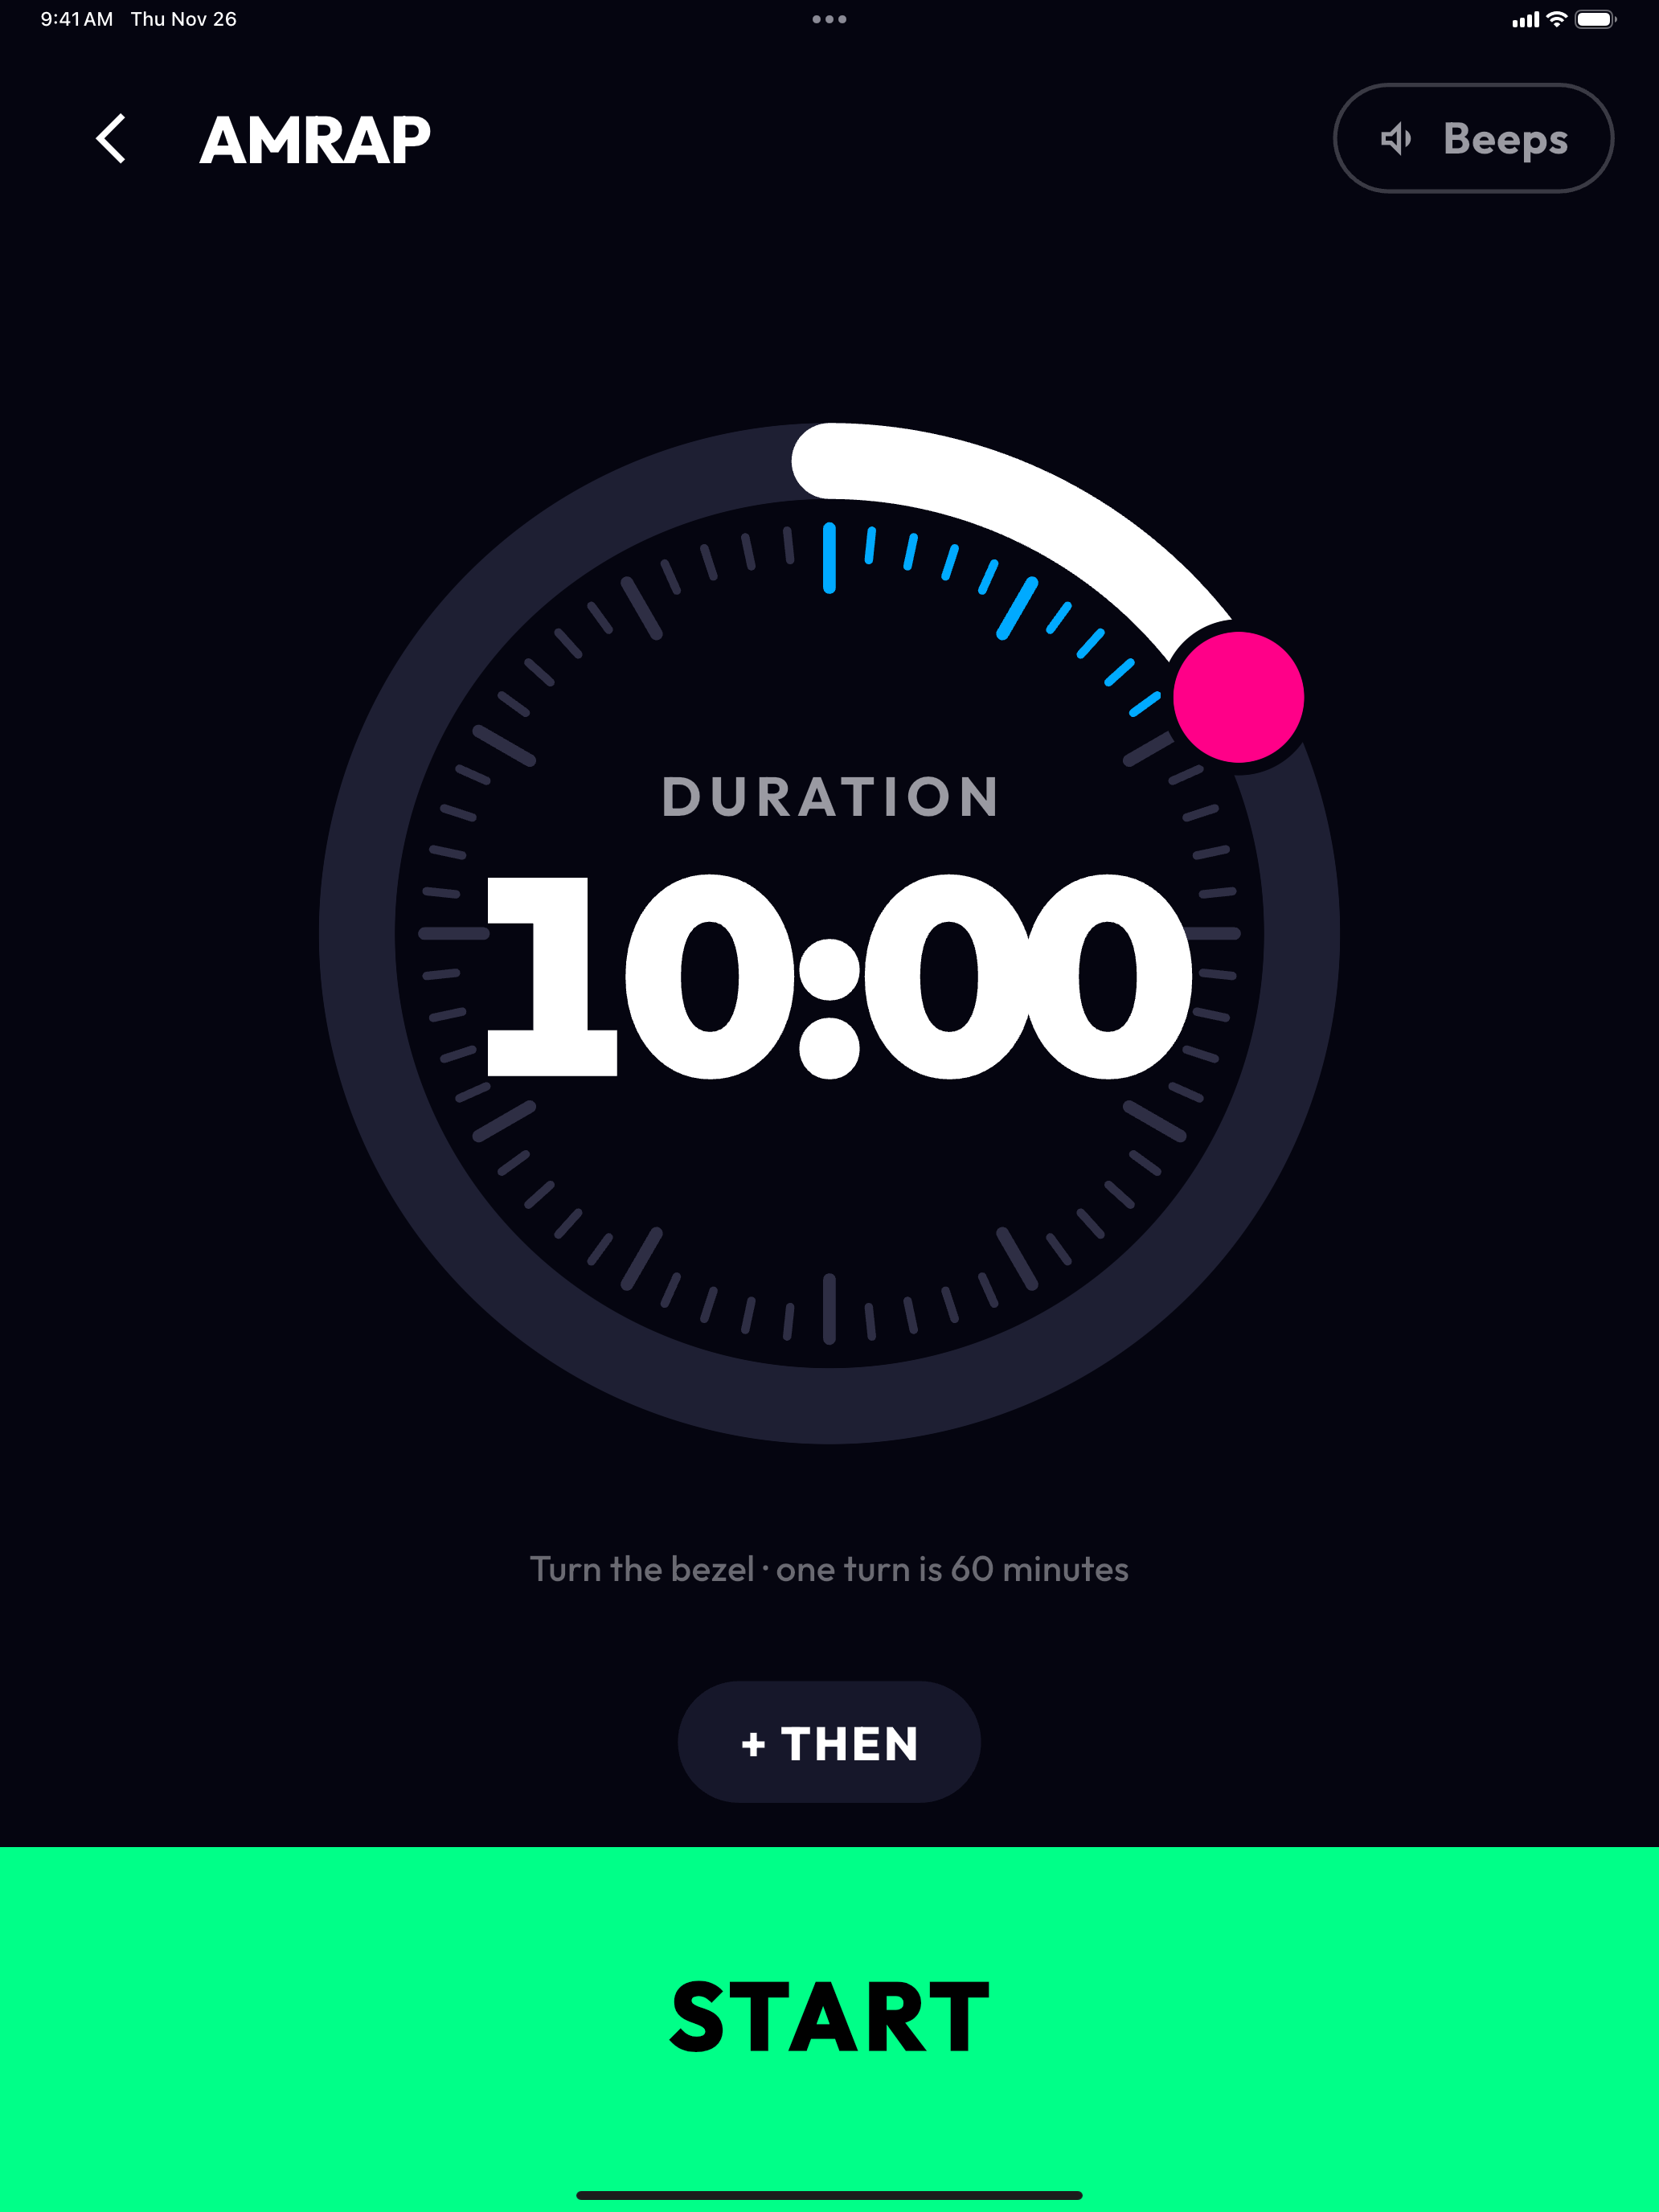 9:41 AM Thu Nov 26
AMRAP
Beeps
DURATION
10:00
Turn the bezel · one turn is 60 minutes
+ THEN
START